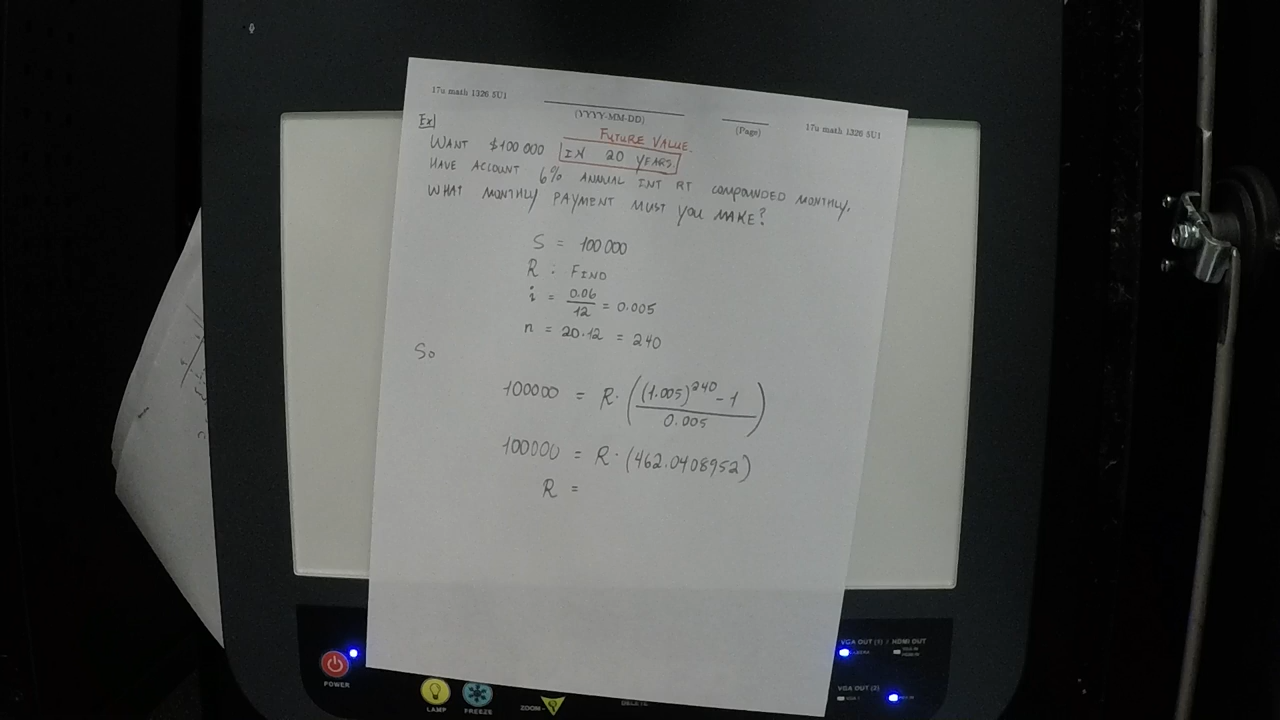 17u math 1326 5U1
(YYYY-MM-DD)
(Page)
17u math 1326 5U1
Ex|
FUTURE VALUE.
WANT $100 000 IN 20 YEARS
HAVE ACCOUNT 6% ANNUAL INT RT COMPOUNDED MONTHLY.
WHAT MONTHLY PAYMENT MUST YOU MAKE?
S = 100 000
R : FIND
i = 0.06/12 = 0.005
n = 20·12 = 240
So
100000 = R· (((1.005)^240 - 1)/0.005)
100000 = R· (462.0408952)
R =
POWER
LAMP
FREEZE
ZOOM-
VGA OUT (1) / HDMI OUT
VGA OUT (2)